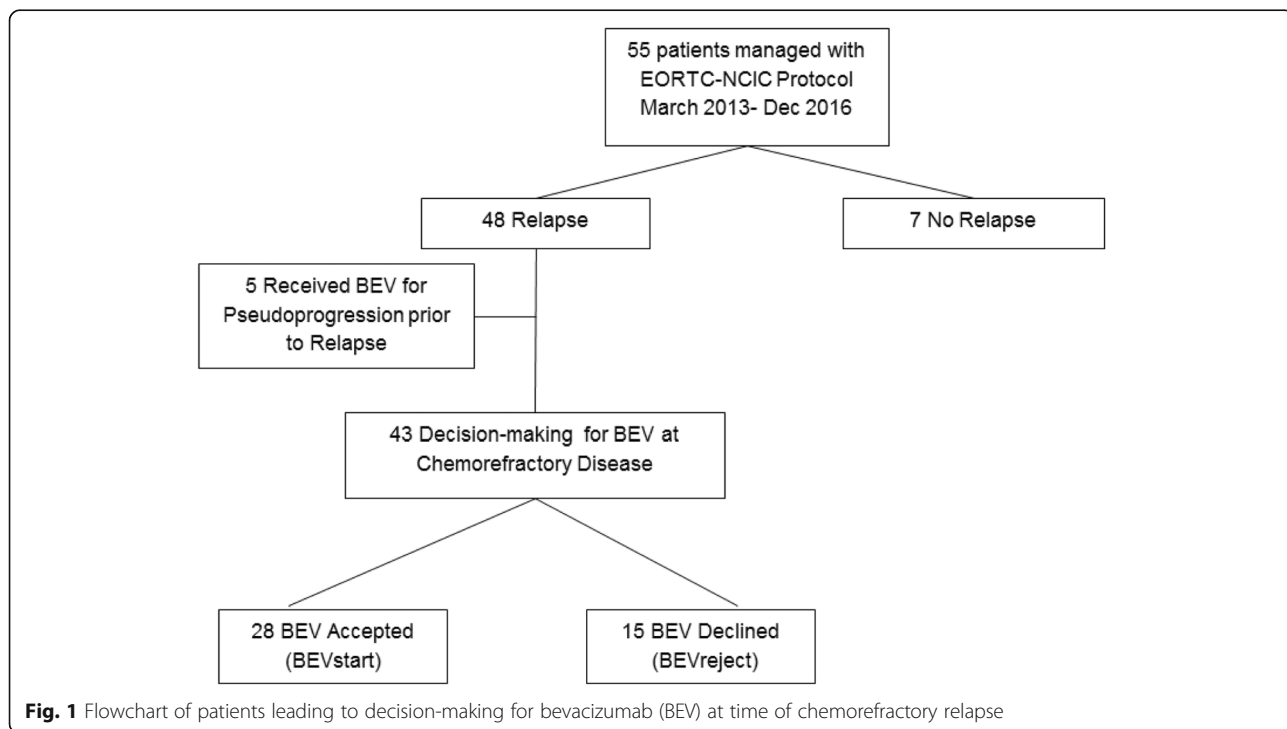 55 patients managed with
EORTC-NCIC Protocol
March 2013- Dec 2016
48 Relapse
7 No Relapse
5 Received BEV for
Pseudoprogression prior
to Relapse
43 Decision-making for BEV at
Chemorefractory Disease
28 BEV Accepted
(BEVstart)
15 BEV Declined
(BEVreject)
Fig. 1 Flowchart of patients leading to decision-making for bevacizumab (BEV) at time of chemorefractory relapse